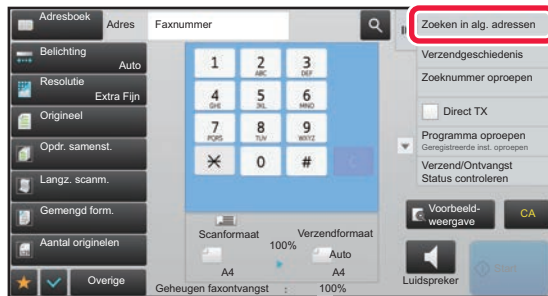 Adresboek
Adres
Faxnummer
Zoeken in alg. adressen
Belichting
Auto
Resolutie
Extra Fijn
Origineel
Opdr. samenst.
Langz. scanm.
Gemengd form.
Aantal originelen
Overige
1
2
ABC
3
DEF
4
GHI
5
JKL
6
MNO
7
PQRS
8
TUV
9
WXYZ
0
#
C
Scanformaat
100%
Verzendformaat
Auto
A4
A4
Geheugen faxontvangst : 100%
Verzendgeschiedenis
Zoeknummer oproepen
Direct TX
Programma oproepen
Geregistreerde inst. oproepen
Verzend/Ontvangst
Status controleren
Voorbeeld-
weergave
CA
Luidspreker
Start